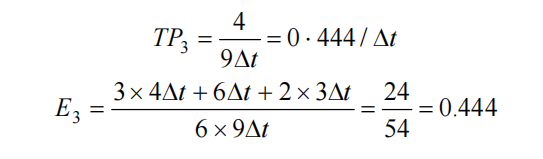 TP₃ = 4 / 9Δt = 0·444 / Δt
E₃ = 3 × 4Δt + 6Δt + 2 × 3Δt / 6 × 9Δt = 24 / 54 = 0.444